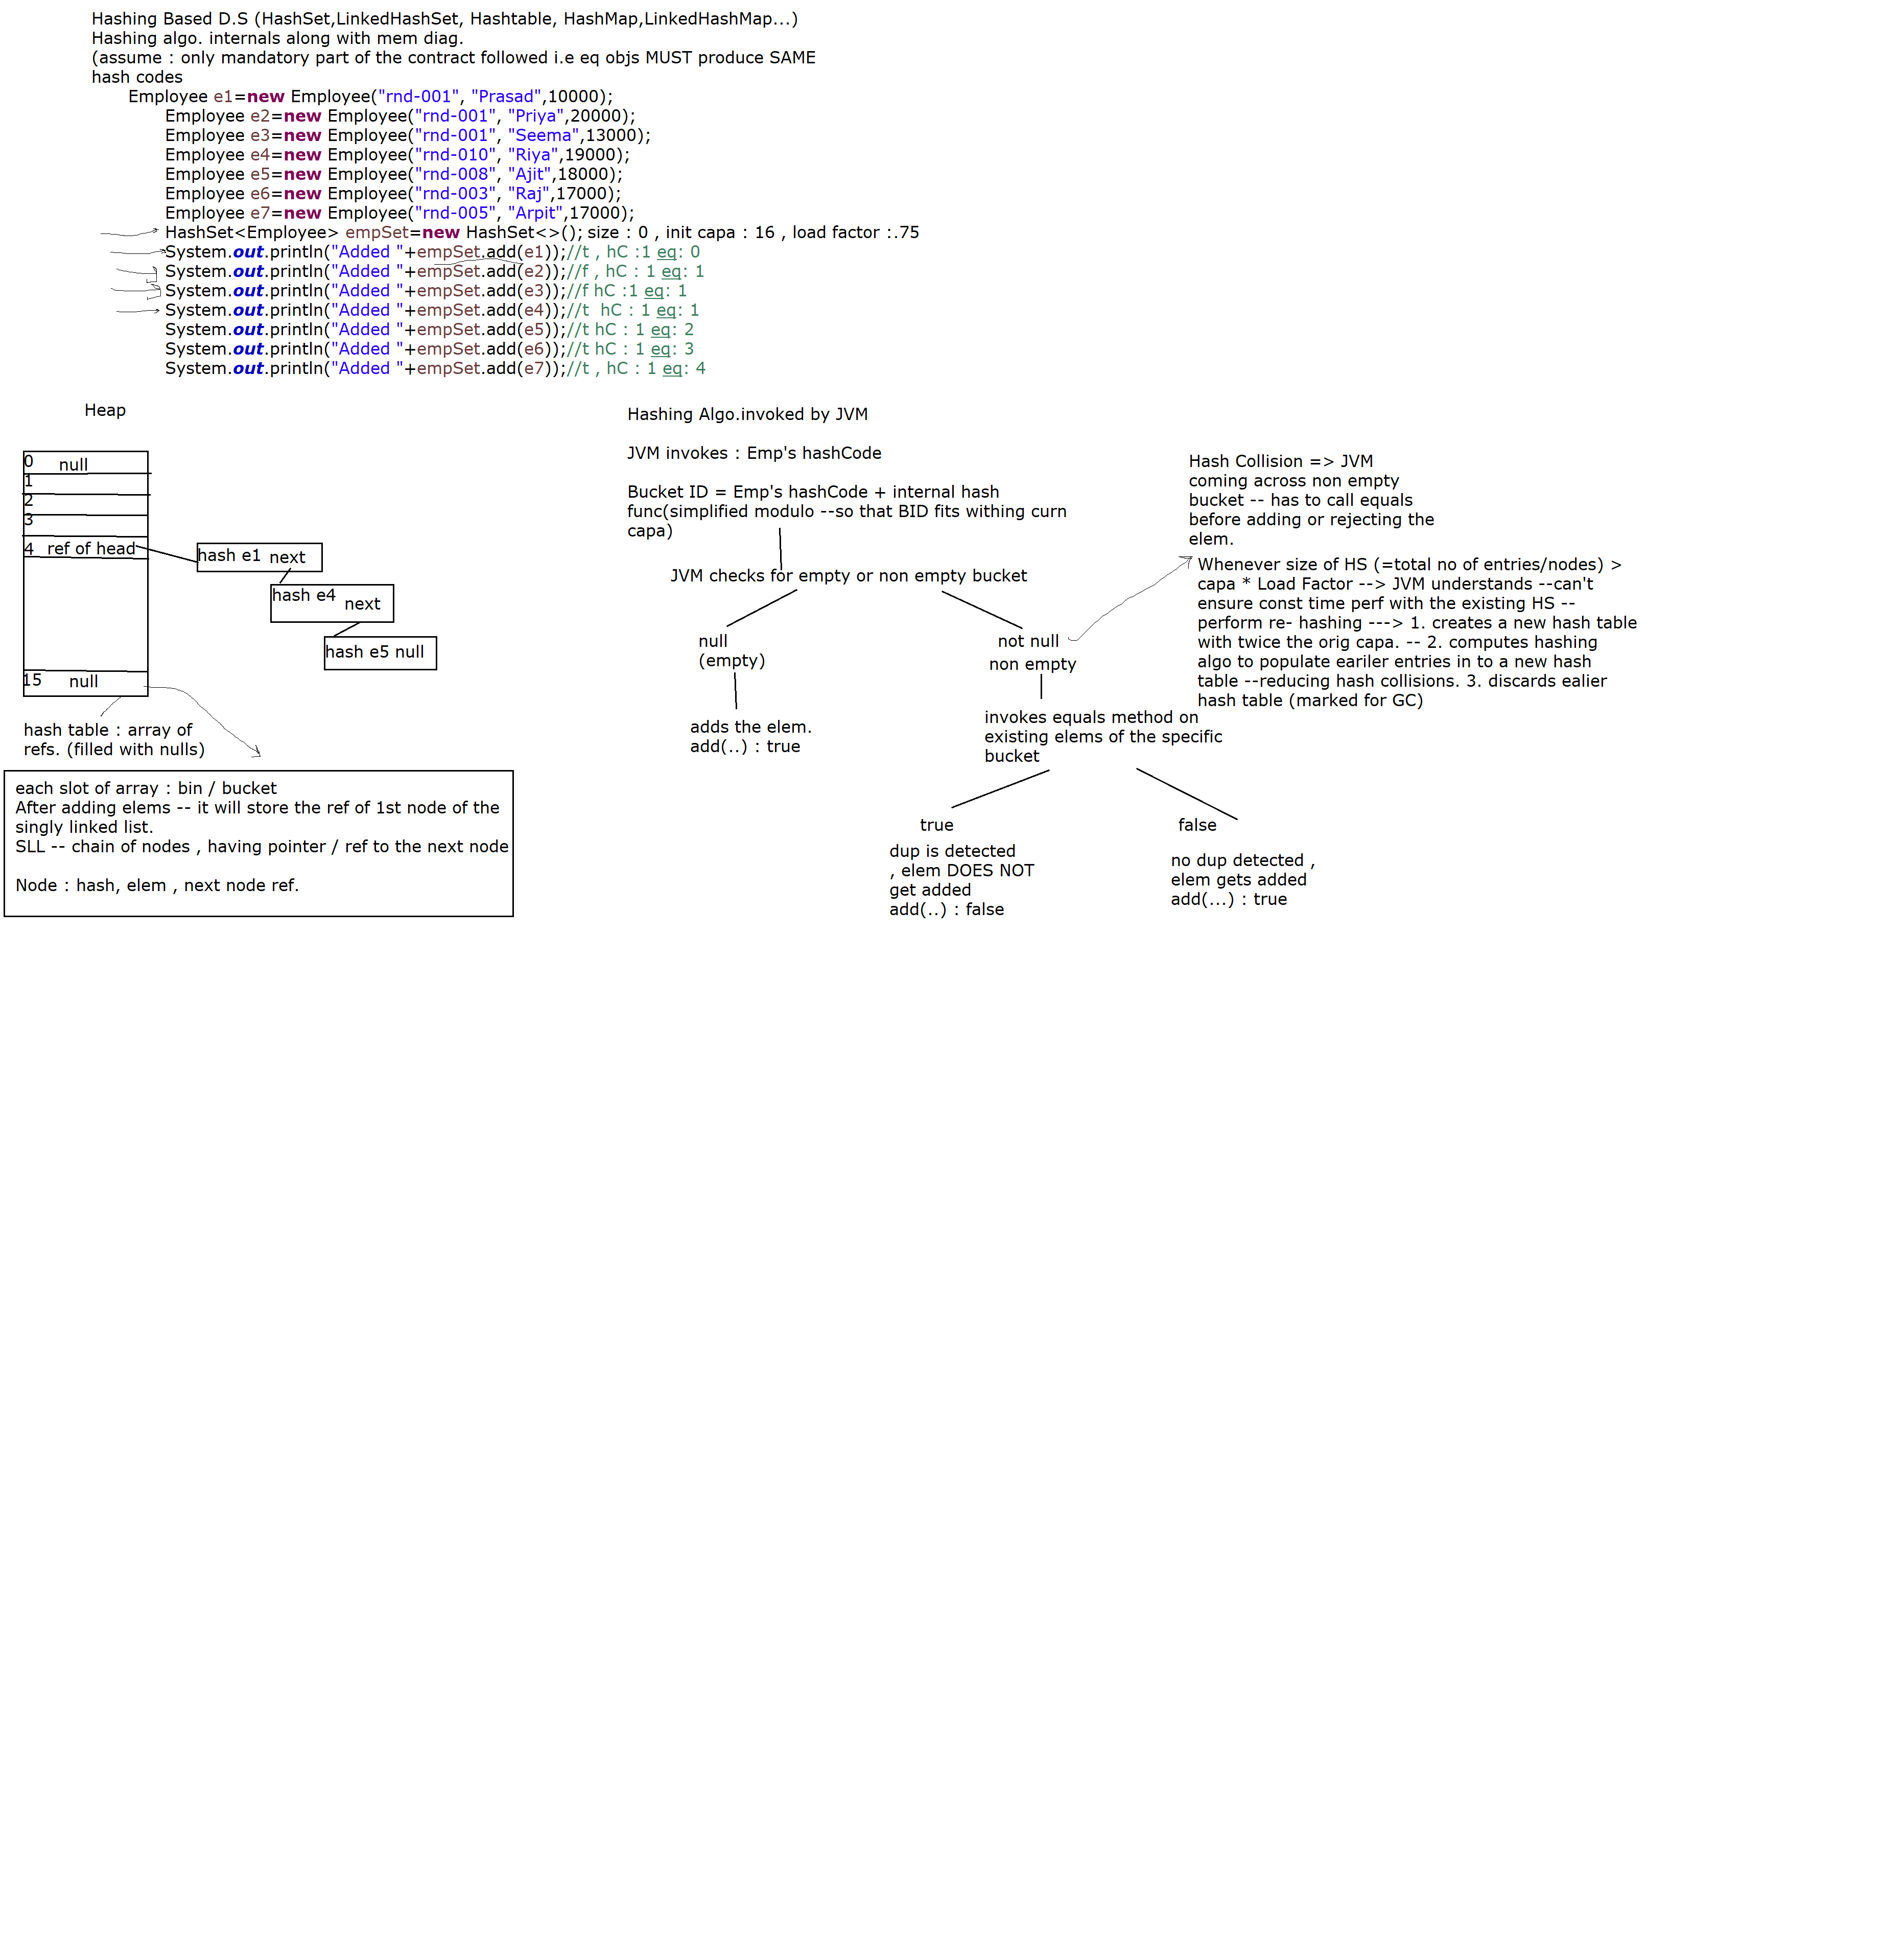 Hashing Based D.S (HashSet,LinkedHashSet, Hashtable, HashMap,LinkedHashMap...)
Hashing algo. internals along with mem diag.
(assume : only mandatory part of the contract followed i.e eq objs MUST produce SAME
hash codes
Employee e1=new Employee("rnd-001", "Prasad",10000);
Employee e2=new Employee("rnd-001", "Priya",20000);
Employee e3=new Employee("rnd-001", "Seema",13000);
Employee e4=new Employee("rnd-010", "Riya",19000);
Employee e5=new Employee("rnd-008", "Ajit",18000);
Employee e6=new Employee("rnd-003", "Raj",17000);
Employee e7=new Employee("rnd-005", "Arpit",17000);
HashSet<Employee> empSet=new HashSet<>(); size : 0 , init capa : 16 , load factor :.75
System.out.println("Added "+empSet.add(e1));//t , hC :1 eq: 0
System.out.println("Added "+empSet.add(e2));//f , hC : 1 eq: 1
System.out.println("Added "+empSet.add(e3));//f hC :1 eq: 1
System.out.println("Added "+empSet.add(e4));//t  hC : 1 eq: 1
System.out.println("Added "+empSet.add(e5));//t hC : 1 eq: 2
System.out.println("Added "+empSet.add(e6));//t hC : 1 eq: 3
System.out.println("Added "+empSet.add(e7));//t , hC : 1 eq: 4
Heap
0 null
1
2
3
4 ref of head
15 null
hash e1 next
hash e4 next
hash e5 null
hash table : array of
refs. (filled with nulls)
each slot of array : bin / bucket
After adding elems -- it will store the ref of 1st node of the
singly linked list.
SLL -- chain of nodes , having pointer / ref to the next node
Node : hash, elem , next node ref.
Hashing Algo.invoked by JVM
JVM invokes : Emp's hashCode
Bucket ID = Emp's hashCode + internal hash
func(simplified modulo --so that BID fits withing curn
capa)
JVM checks for empty or non empty bucket
null
(empty)
adds the elem.
add(..) : true
not null
non empty
invokes equals method on
existing elems of the specific
bucket
true
dup is detected
, elem DOES NOT
get added
add(..) : false
false
no dup detected ,
elem gets added
add(...) : true
Hash Collision => JVM
coming across non empty
bucket -- has to call equals
before adding or rejecting the
elem.
Whenever size of HS (=total no of entries/nodes) >
capa * Load Factor --> JVM understands --can't
ensure const time perf with the existing HS --
perform re- hashing ---> 1. creates a new hash table
with twice the orig capa. -- 2. computes hashing
algo to populate eariler entries in to a new hash
table --reducing hash collisions. 3. discards ealier
hash table (marked for GC)